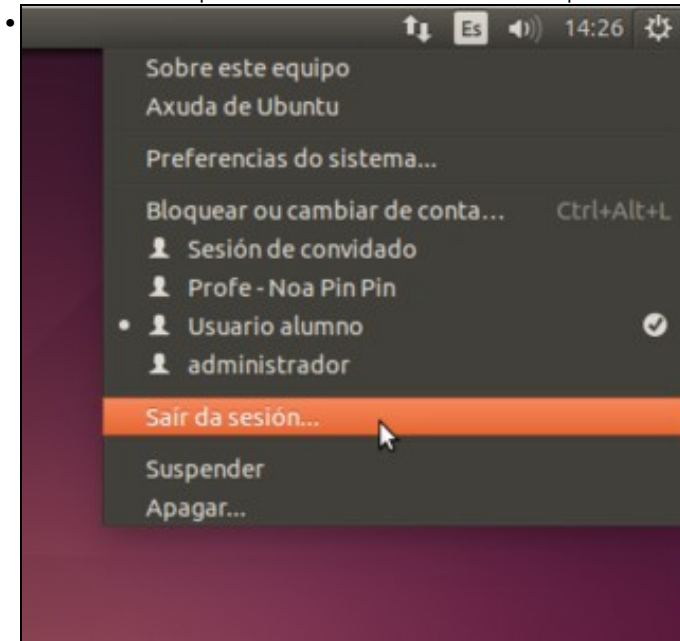 Es 14:26
Sobre este equipo
Axuda de Ubuntu
Preferencias do sistema...
Bloquear ou cambiar de conta... Ctrl+Alt+L
Sesión de convidado
Profe - Noa Pin Pin
Usuario alumno
administrador
Saír da sesión...
Suspender
Apagar...